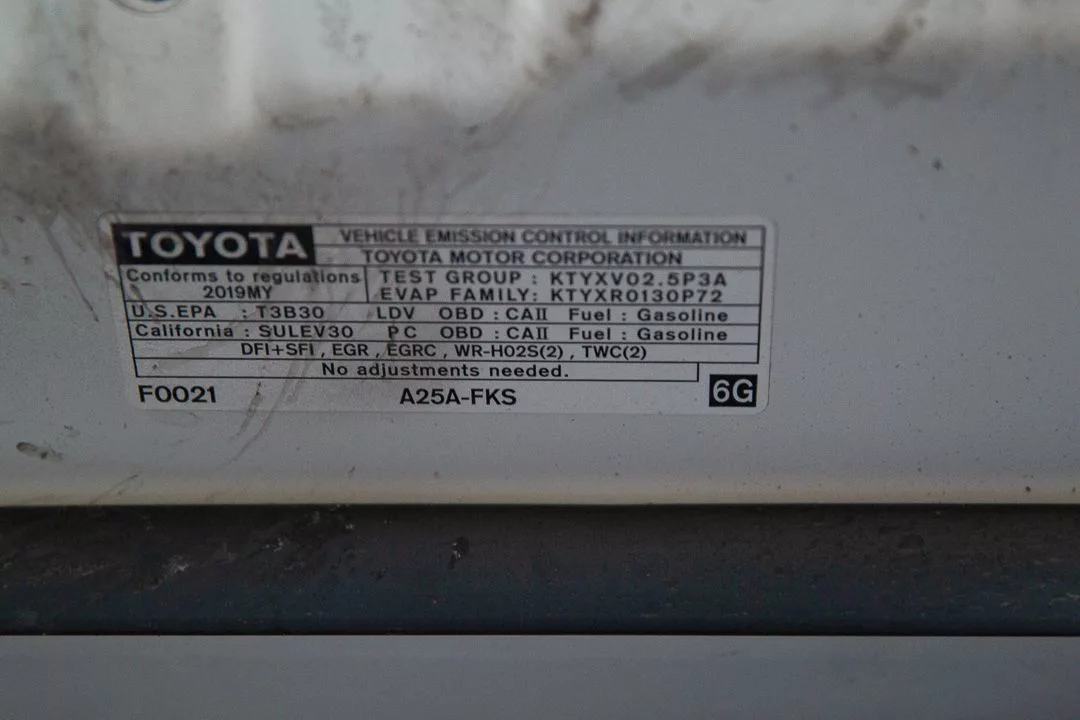 TOYOTA VEHICLE EMISSION CONTROL INFORMATION
TOYOTA MOTOR CORPORATION
Conforms to regulations
2019MY
TEST GROUP : KTYXV02.5P3A
EVAP FAMILY: KTYXR0130P72
U.S.EPA : T3B30 LDV OBD : CAII Fuel : Gasoline
California : SULEV30 PC OBD : CAII Fuel : Gasoline
DFI+SFI , EGR , EGRC , WR-HO2S(2) , TWC(2)
No adjustments needed.
F0021 A25A-FKS 6G